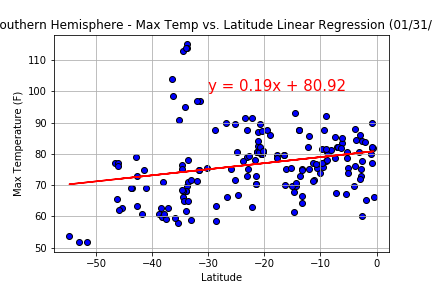 outhern Hemisphere - Max Temp vs. Latitude Linear Regression (01/31/
110
y = 0.19x + 80.92
100
90
80
70
60
50
Max Temperature (F)
−50 −40 −30 −20 −10 0
Latitude